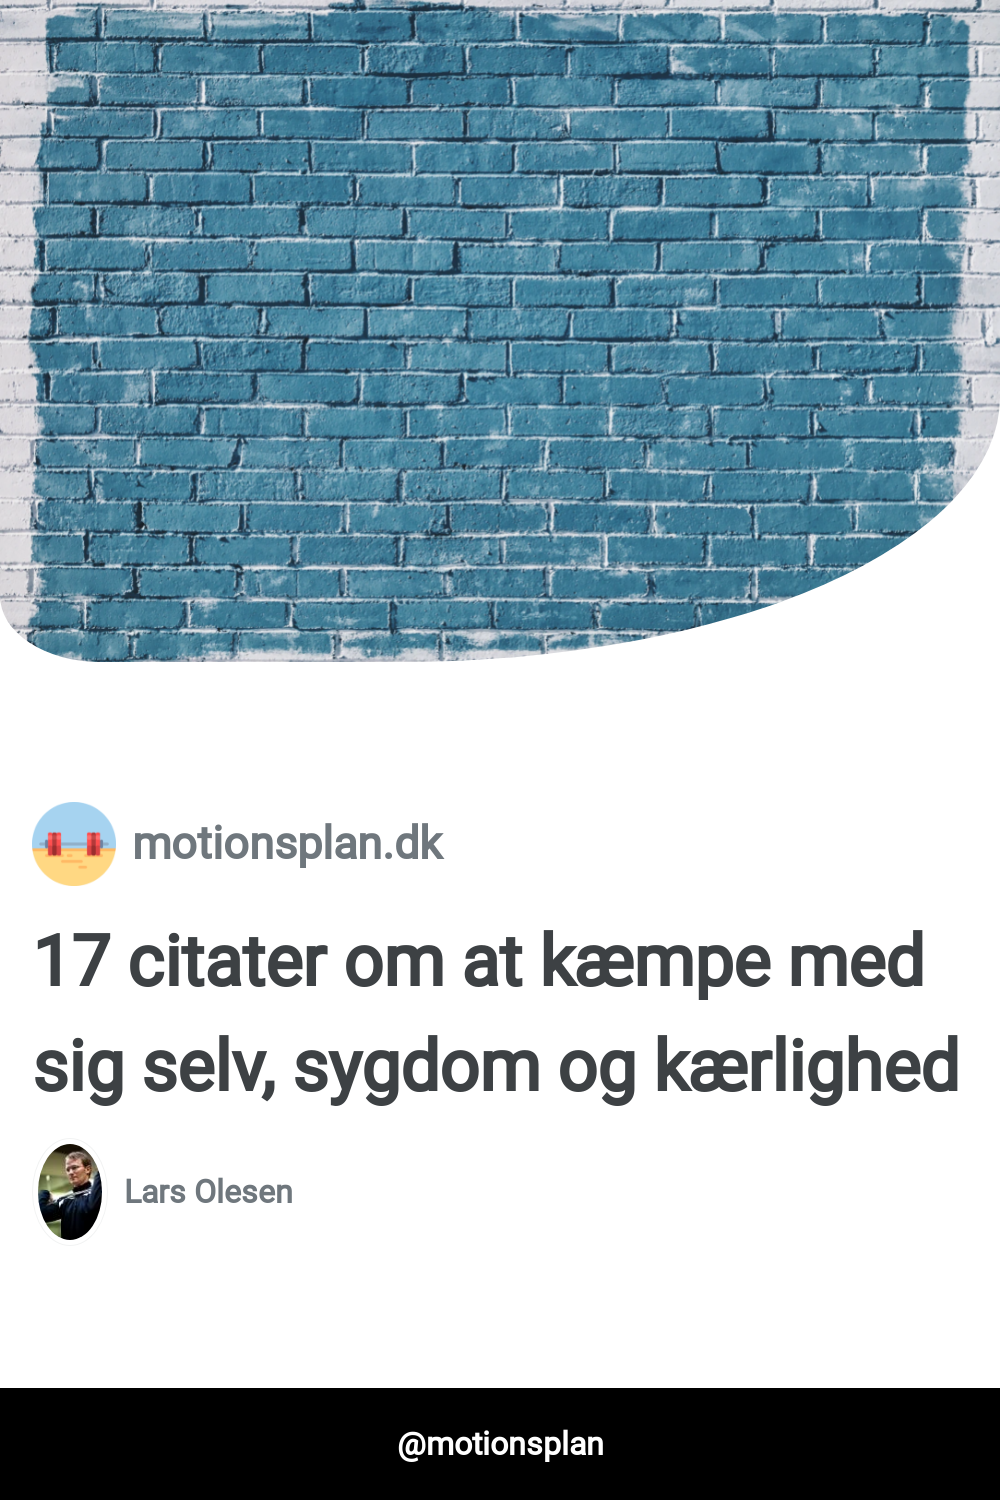 motionsplan.dk
17 citater om at kæmpe med
sig selv, sygdom og kærlighed
Lars Olesen
@motionsplan